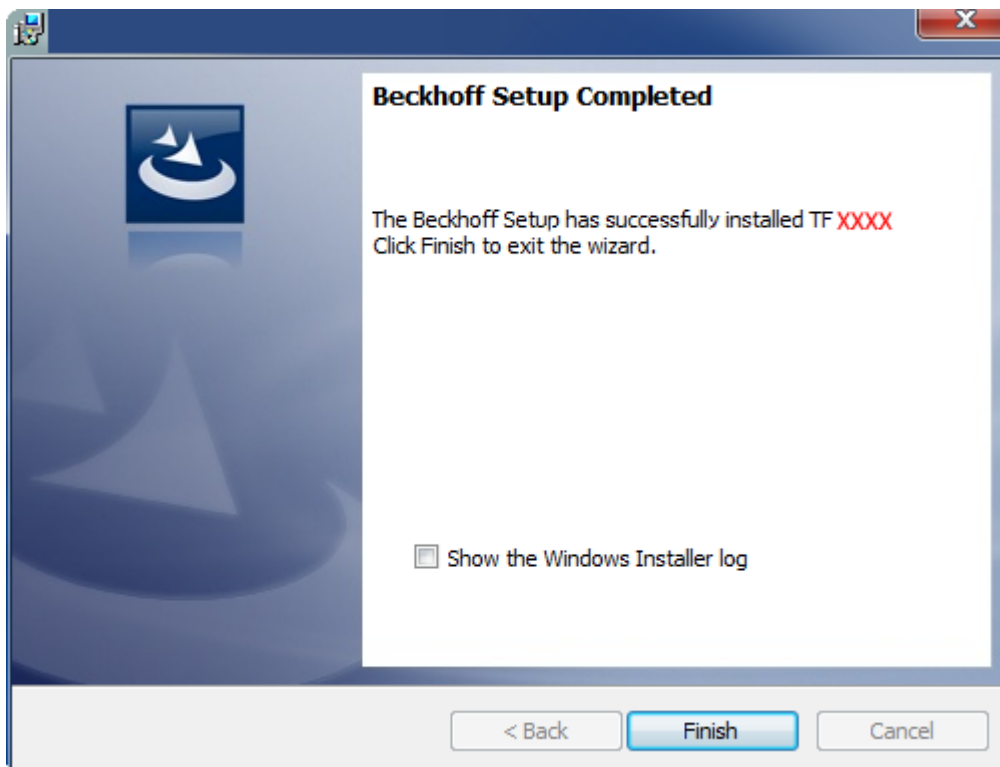 Beckhoff Setup Completed
The Beckhoff Setup has successfully installed TF XXXX
Click Finish to exit the wizard.
Show the Windows Installer log
< Back
Finish
Cancel